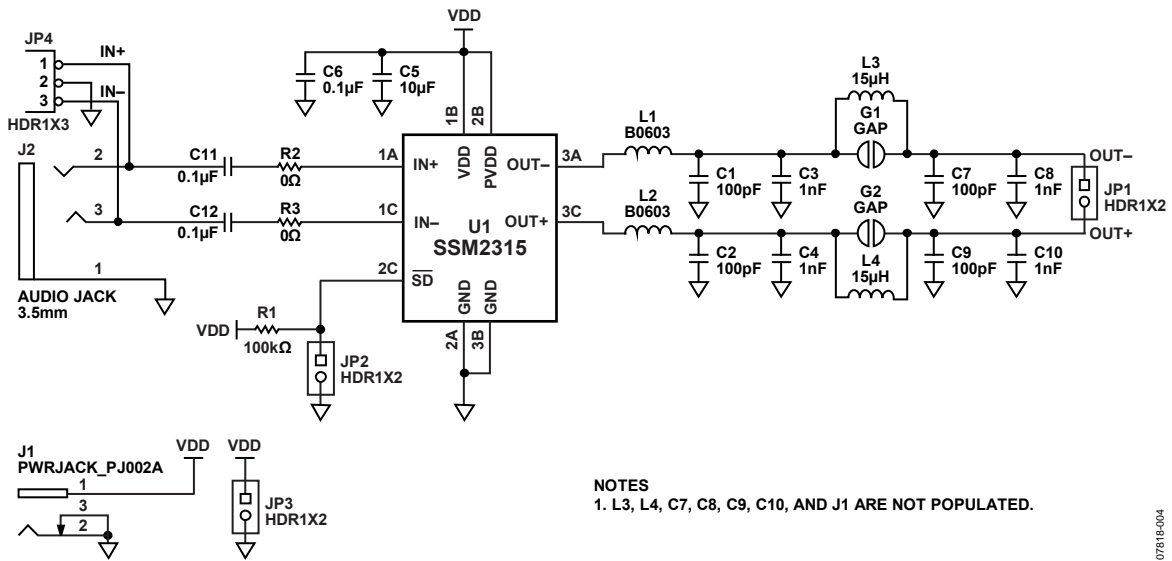 VDD
JP4
1
2
3
IN+
IN–
HDR1X3
J2
2
3
1
AUDIO JACK
3.5mm
C11
0.1µF
R2
0Ω
C12
0.1µF
R3
0Ω
C6
0.1µF
C5
10µF
1B
2B
1A
IN+
VDD
PVDD
OUT–
3A
1C
IN–
OUT+
3C
U1
SSM2315
2C
SD
GND
GND
2A
3B
VDD
R1
100kΩ
JP2
HDR1X2
L1
B0603
L2
B0603
C1
100pF
C3
1nF
L3
15µH
G1
GAP
C7
100pF
C8
1nF
OUT–
JP1
HDR1X2
OUT+
C2
100pF
C4
1nF
G2
GAP
L4
15µH
C9
100pF
C10
1nF
J1
PWRJACK_PJ002A
1
3
2
VDD
VDD
JP3
HDR1X2
NOTES
1. L3, L4, C7, C8, C9, C10, AND J1 ARE NOT POPULATED.
07818-004